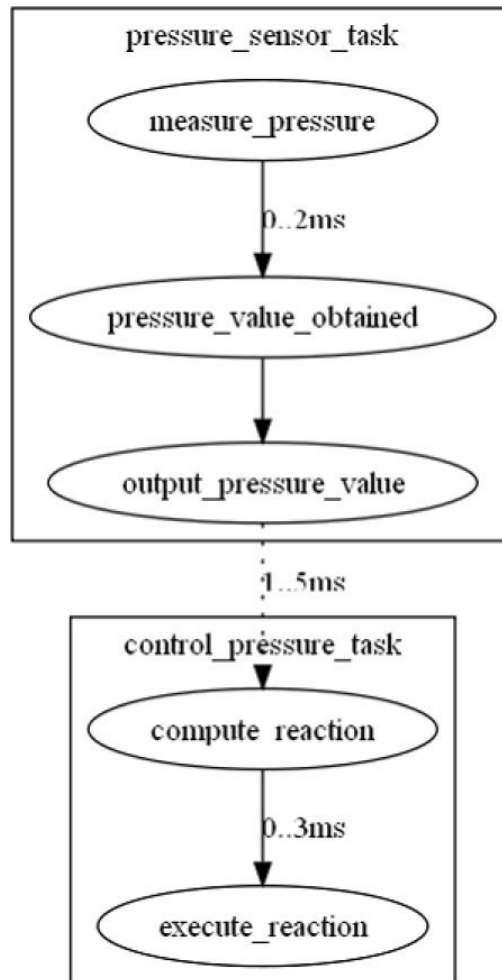 pressure_sensor_task
measure_pressure
0..2ms
pressure_value_obtained
output_pressure_value
1..5ms
control_pressure_task
compute_reaction
0..3ms
execute_reaction